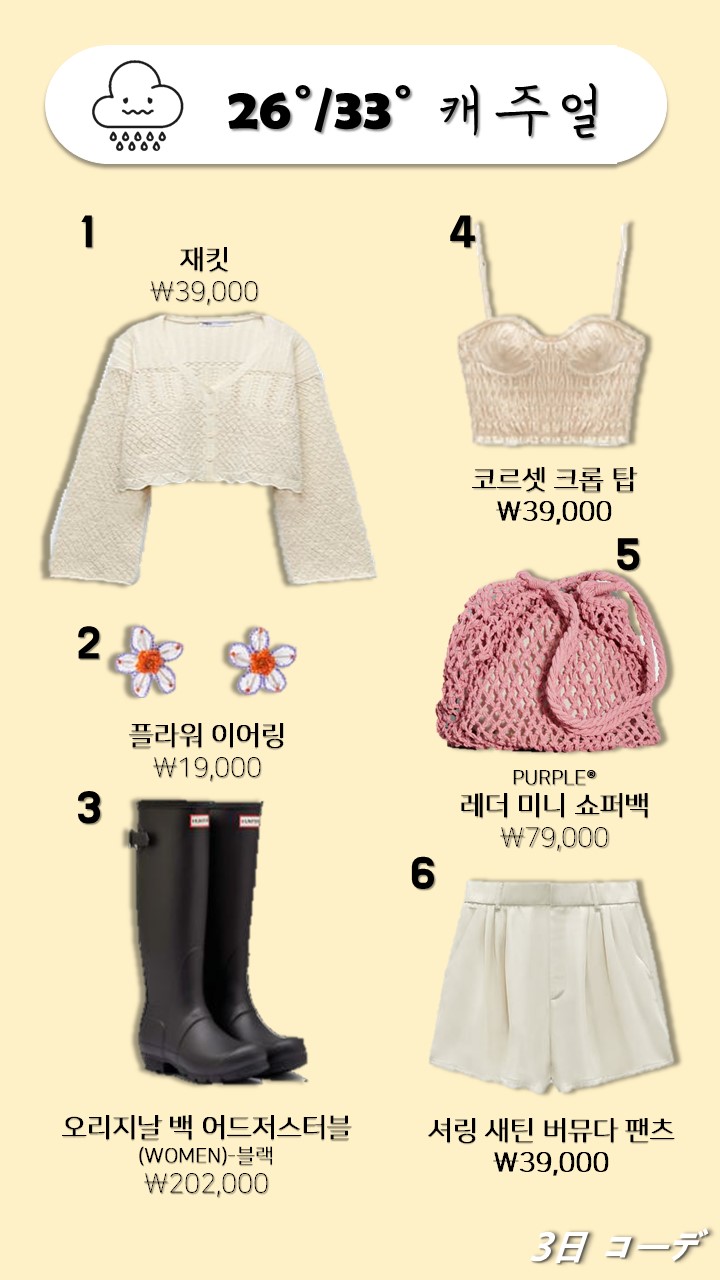 26°/33° 캐주얼
1
재킷
₩39,000
2
플라워 이어링
₩19,000
3
HUNTER
오리지날 백 어드저스터블
(WOMEN)-블랙
₩202,000
4
코르셋 크롭 탑
₩39,000
5
PURPLE®
레더 미니 쇼퍼백
₩79,000
6
셔링 새틴 버뮤다 팬츠
₩39,000
3日 コーデ